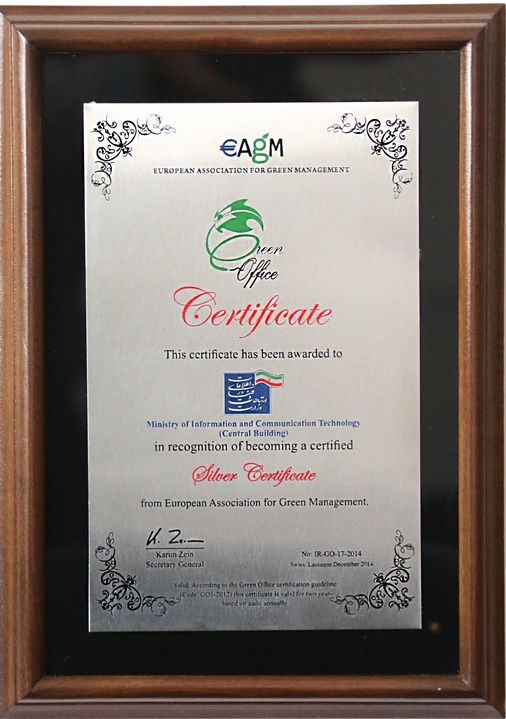 €AgM
EUROPEAN ASSOCIATION FOR GREEN MANAGEMENT
Green
Office
Certificate
This certificate has been awarded to
Ministry of Information and Communication Technology
(Central Building)
in recognition of becoming a certified
Silver Certificate
from European Association for Green Management.
K. Zein
Karim Zein
Secretary General
No: IR-GO-17-2014
Swiss, Lausanne December 2014
Valid: According to the Green Office certification guideline
(Code: GO1-2012) this certificate is valid for two year
based on audit annually